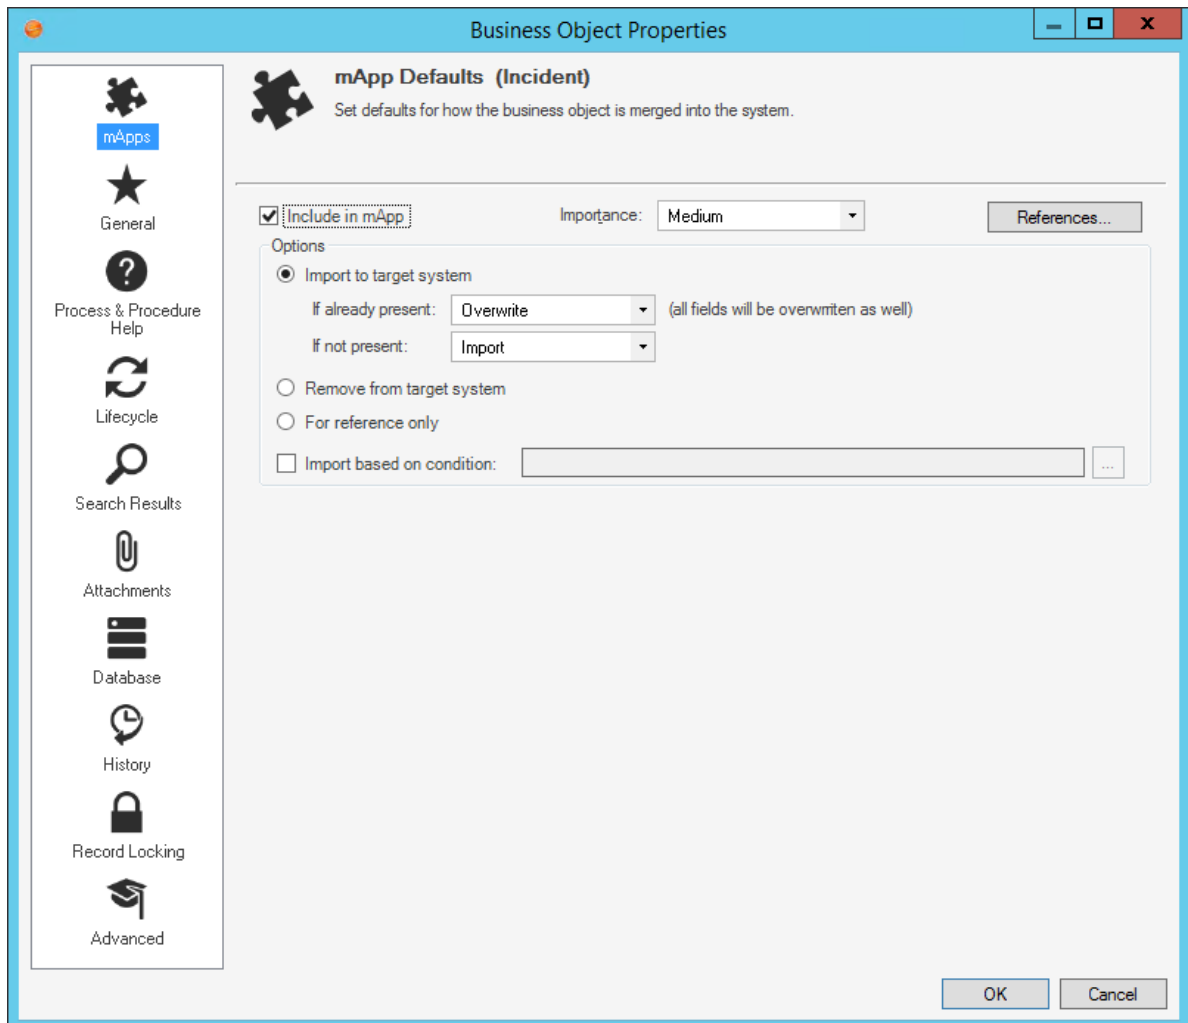 Business Object Properties
X
mApps
General
Process & Procedure
Help
Lifecycle
Search Results
Attachments
Database
History
Record Locking
Advanced
mApp Defaults (Incident)
Set defaults for how the business object is merged into the system.
Include in mApp
Importance: Medium
References...
Options
Import to target system
If already present: Overwrite (all fields will be overwriten as well)
If not present: Import
Remove from target system
For reference only
Import based on condition: ...
OK Cancel